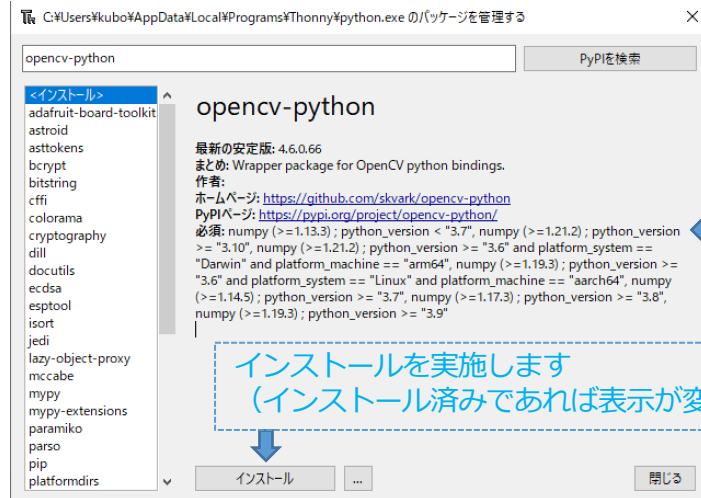 C:¥Users¥kubo¥AppData¥Local¥Programs¥Thonny¥python.exe のパッケージを管理する
opencv-python
PyPIを検索
<インストール>
adafruit-board-toolkit
astroid
asttokens
bcrypt
bitstring
cffi
colorama
cryptography
dill
docutils
ecdsa
esptool
isort
jedi
lazy-object-proxy
mccabe
mypy
mypy-extensions
paramiko
parso
pip
platformdirs
opencv-python
最新の安定版: 4.6.0.66
まとめ: Wrapper package for OpenCV python bindings.
作者:
ホームページ: https://github.com/skvark/opencv-python
PyPIページ: https://pypi.org/project/opencv-python/
必須: numpy (>=1.13.3) ; python_version < "3.7", numpy (>=1.21.2) ; python_version
>= "3.10", numpy (>=1.21.2) ; python_version >= "3.6" and platform_system ==
"Darwin" and platform_machine == "arm64", numpy (>=1.19.3) ; python_version >=
"3.6" and platform_system == "Linux" and platform_machine == "aarch64", numpy
(>=1.14.5) ; python_version >= "3.7", numpy (>=1.17.3) ; python_version >= "3.8",
numpy (>=1.19.3) ; python_version >= "3.9"
インストールを実施します
（インストール済みであれば表示が変
インストール
...
閉じる